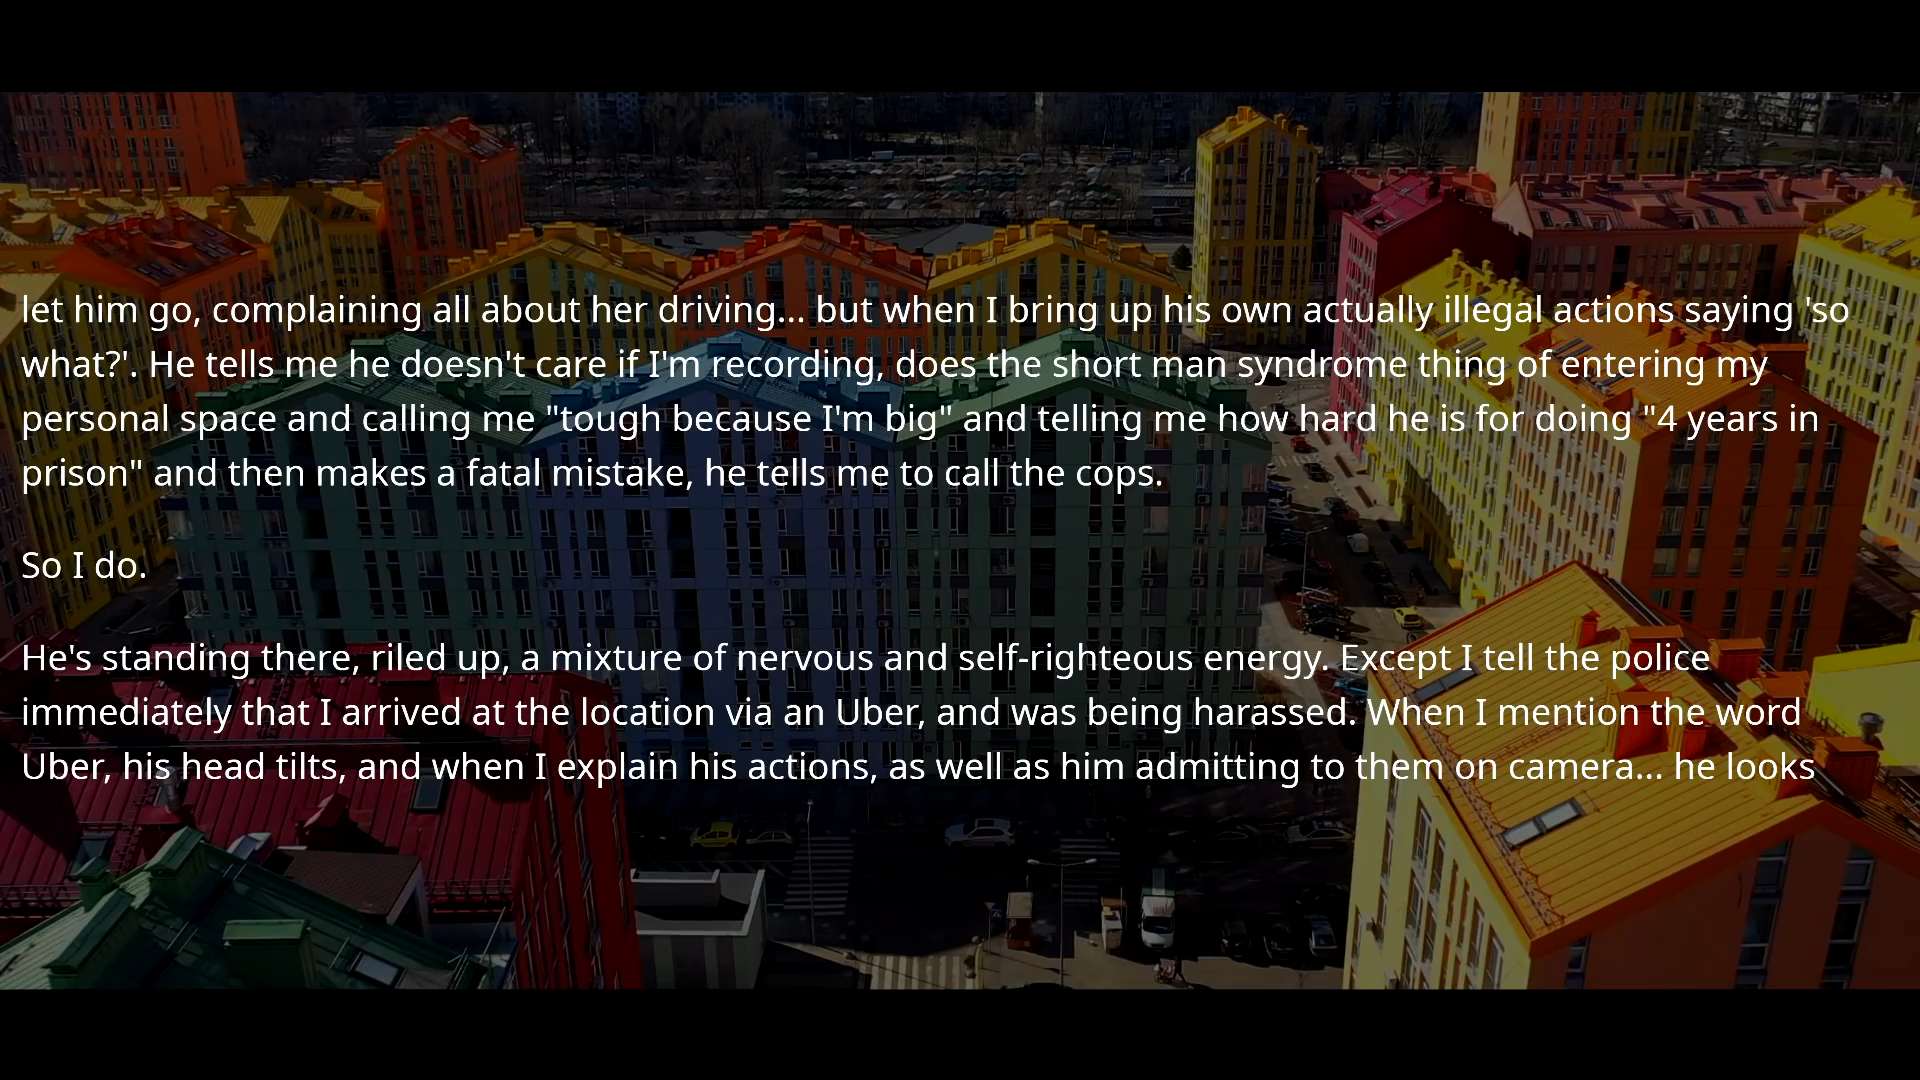 let him go, complaining all about her driving... but when I bring up his own actually illegal actions saying 'so
what?'. He tells me he doesn't care if I'm recording, does the short man syndrome thing of entering my
personal space and calling me "tough because I'm big" and telling me how hard he is for doing "4 years in
prison" and then makes a fatal mistake, he tells me to call the cops.
So I do.
He's standing there, riled up, a mixture of nervous and self-righteous energy. Except I tell the police
immediately that I arrived at the location via an Uber, and was being harassed. When I mention the word
Uber, his head tilts, and when I explain his actions, as well as him admitting to them on camera... he looks